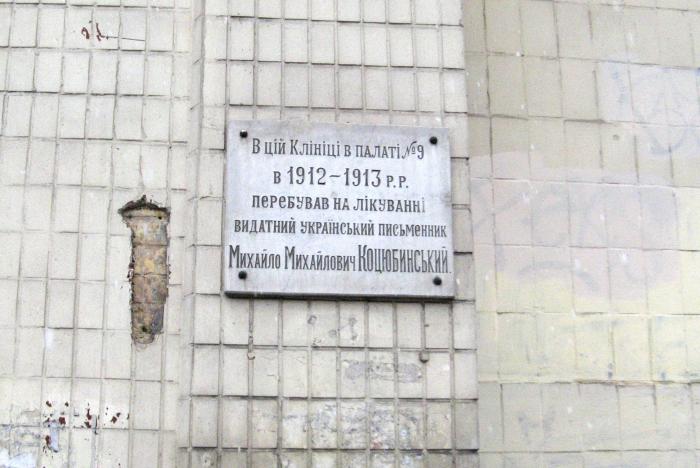 В цій Клініці в палаті №9
в 1912–1913 р.р.
перебував на лікуванні
видатний український письменник
Михайло Михайлович Коцюбинський.